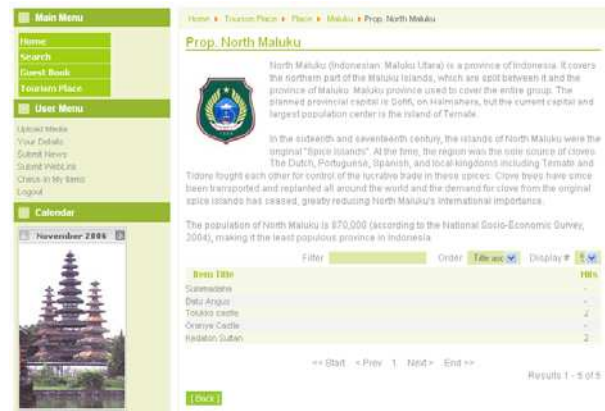 Main Menu
Home
Search
Guest Book
Tourism Place
User Menu
Upload Media
Your Details
Submit News
Submit WebLink
Check-In My Items
Logout
Calendar
November 2006
Home Tourism Place Place Maluku Prop. North Maluku
Prop. North Maluku
North Maluku (Indonesian: Maluku Utara) is a province of Indonesia. It covers
the northern part of the Maluku Islands, which are split between it and the
province of Maluku. Maluku province used to cover the entire group. The
planned provincial capital is Sofifi, on Halmahera, but the current capital and
largest population center is the island of Ternate.
In the sixteenth and seventeenth century, the islands of North Maluku were the
original "Spice Islands". At the time, the region was the sole source of cloves.
The Dutch, Portuguese, Spanish, and local kingdoms including Ternate and
Tidore fought each other for control of the lucrative trade in these spices. Clove trees have since
been transported and replanted all around the world and the demand for clove from the original
spice islands has ceased, greatly reducing North Maluku's international importance.
The population of North Maluku is 870,000 (according to the National Socio-Economic Survey,
2004), making it the least populous province in Indonesia.
Filter Order Title asc Display # 5
Item Title Hits
-
Datu Angus -
Tolukko castle 2
Oranye Castle -
Kedaton Sultan 2
<< Start < Prev 1 Next > End >>
Results 1 - 5 of 5
[ Back ]